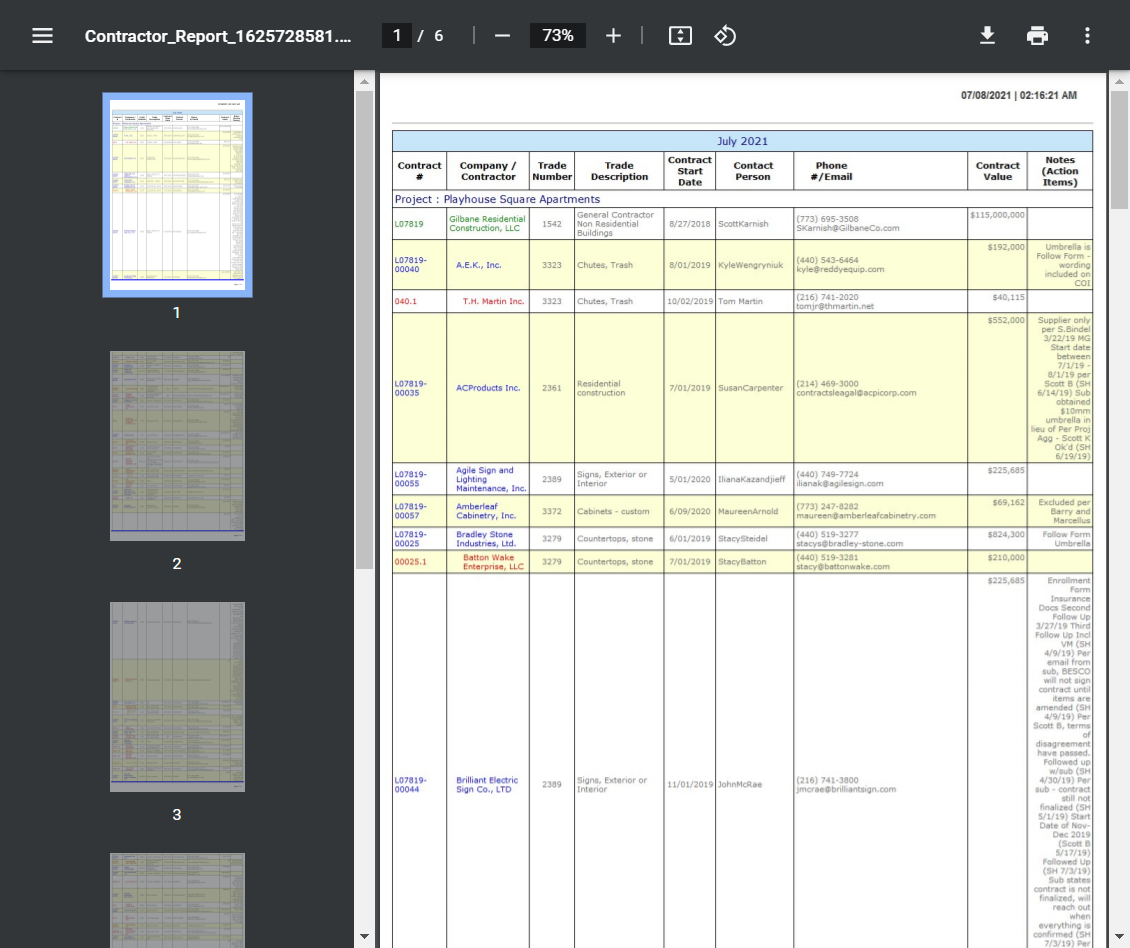 Contractor_Report_1625728581....
1 / 6
73%
1
2
3
07/08/2021 | 02:16:21 AM
July 2021
Contract # Company / Contractor Trade Number Trade Description Contract Start Date Contact Person Phone #/Email Contract Value Notes (Action Items)
Project : Playhouse Square Apartments
L07819 Gilbane Residential Construction, LLC 1542 General Contractor Non Residential Buildings 8/27/2018 ScottKarnish (773) 695-3508 SKarnish@GilbaneCo.com $115,000,000
L07819-00040 A.E.K., Inc. 3323 Chutes, Trash 8/01/2019 KyleWengryniuk (440) 543-6464 kyle@reddyequip.com $192,000 Umbrella is Follow Form - wording included on COI
040.1 T.H. Martin Inc. 3323 Chutes, Trash 10/02/2019 Tom Martin (216) 741-2020 tomjr@thmartin.net $40,115
L07819-00035 ACProducts Inc. 2361 Residential construction 7/01/2019 SusanCarpenter (214) 469-3000 contractsleagal@acpicorp.com $552,000 Supplier only per S.Bindel 3/22/19 MG Start date between 7/1/19 - 8/1/19 per Scott B (SH 6/14/19) Sub obtained $10mm umbrella in lieu of Per Proj Agg - Scott K Ok'd (SH 6/19/19)
L07819-00055 Agile Sign and Lighting Maintenance, Inc. 2389 Signs, Exterior or Interior 5/01/2020 IlianaKazandjieff (440) 749-7724 ilianak@agilesign.com $225,685
L07819-00057 Amberleaf Cabinetry, Inc. 3372 Cabinets - custom 6/09/2020 MaureenArnold (773) 247-8282 maureen@amberleafcabinetry.com $69,162 Excluded per Barry and Marcellus
L07819-00025 Bradley Stone Industries, Ltd. 3279 Countertops, stone 6/01/2019 StacySteidel (440) 519-3277 stacys@bradley-stone.com $824,300 Follow Form Umbrella
00025.1 Batton Wake Enterprise, LLC 3279 Countertops, stone 7/01/2019 StacyBatton (440) 519-3281 stacy@battonwake.com $210,000
L07819-00044 Brilliant Electric Sign Co., LTD 2389 Signs, Exterior or Interior 11/01/2019 JohnMcRae (216) 741-3800 jmcrae@brilliantsign.com $225,685 Enrollment Form Insurance Docs Second Follow Up 3/27/19 Third Follow Up Incl VM (SH 4/9/19) Per email from sub, BESCO will not sign contract until items are amended (SH 4/9/19) Per Scott B, terms of disagreement have passed. Followed up w/sub (SH 4/30/19) Per sub - contract still not finalized (SH 5/1/19) Start Date of Nov-Dec 2019 (Scott B 5/17/19) Followed Up (SH 7/3/19) Sub states contract is not finalized, will reach out when everything is confirmed (SH 7/3/19) Per